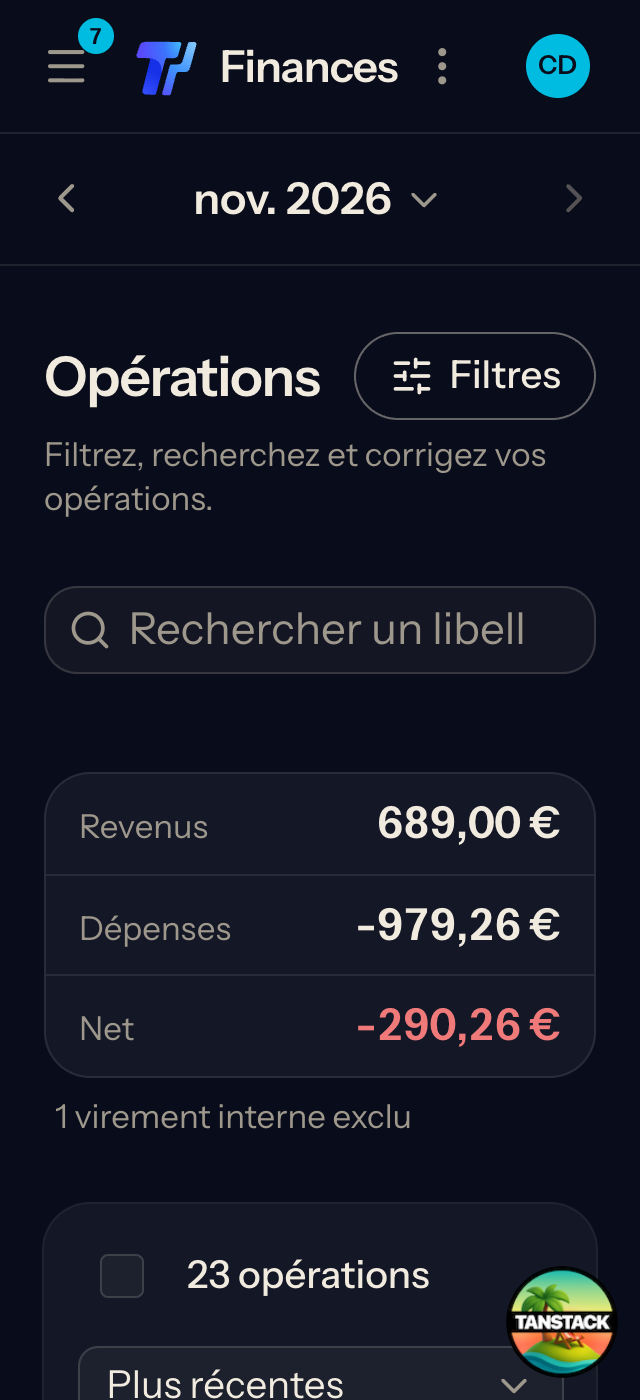 7
Finances
CD
nov. 2026
Opérations
Filtres
Filtrez, recherchez et corrigez vos
opérations.
Rechercher un libell
Revenus 689,00 €
Dépenses -979,26 €
Net -290,26 €
1 virement interne exclu
23 opérations
TANSTACK
Plus récentes